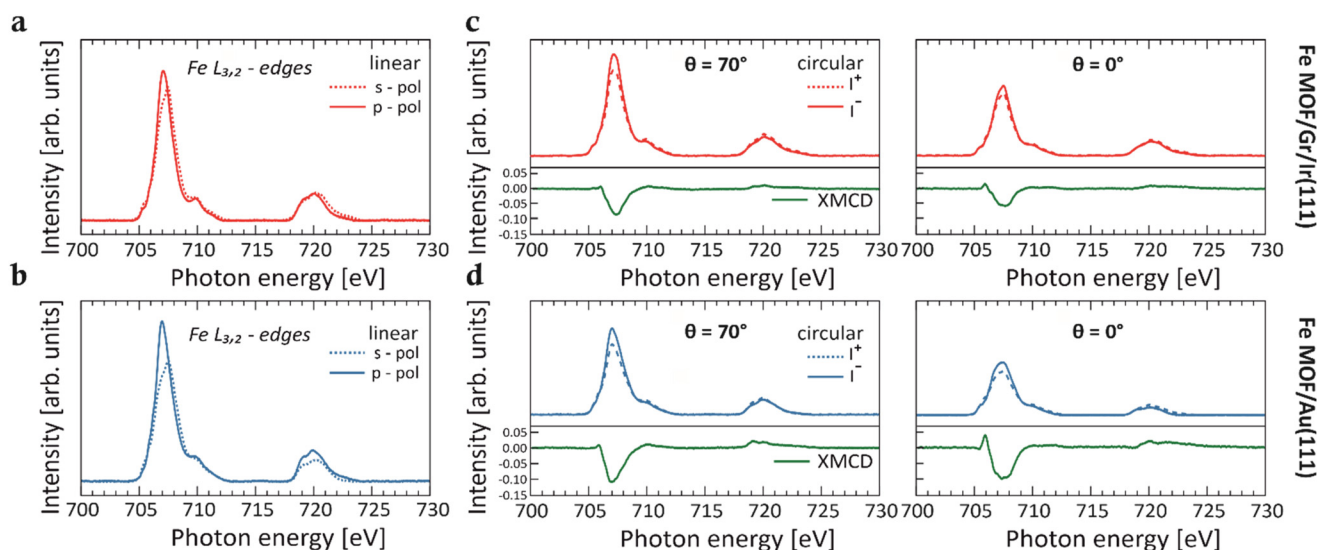 a
Intensity [arb. units]
Fe L₃,₂ - edges
linear
s - pol
p - pol
700 705 710 715 720 725 730
Photon energy [eV]
c
Intensity [arb. units]
θ = 70°
circular
I⁺
I⁻
0.05
0.00
-0.05
-0.10
-0.15
XMCD
700 705 710 715 720 725 730
Photon energy [eV]
θ = 0°
XMCD
700 705 710 715 720 725 730
Photon energy [eV]
Fe MOF/Gr/Ir(111)
b
Intensity [arb. units]
Fe L₃,₂ - edges
linear
s - pol
p - pol
700 705 710 715 720 725 730
Photon energy [eV]
d
Intensity [arb. units]
θ = 70°
circular
I⁺
I⁻
0.05
0.00
-0.05
-0.10
-0.15
XMCD
700 705 710 715 720 725 730
Photon energy [eV]
θ = 0°
700 705 710 715 720 725 730
Photon energy [eV]
Fe MOF/Au(111)